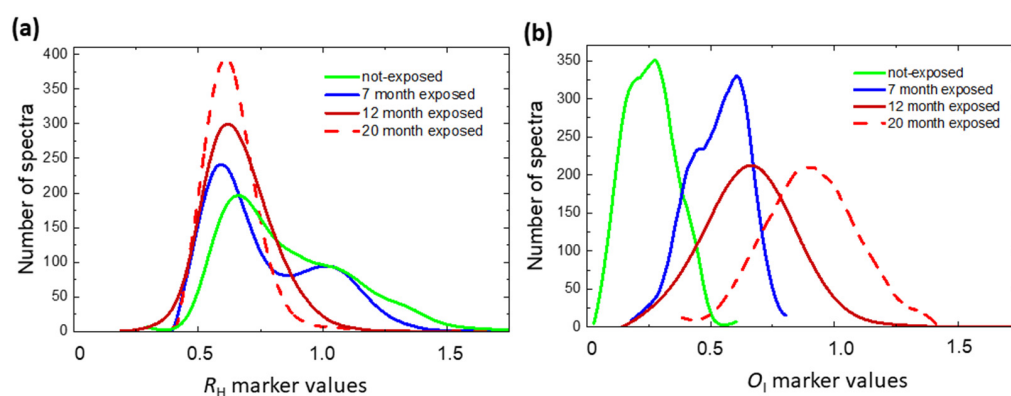 (a)
Number of spectra
400
350
300
250
200
150
100
50
0
not-exposed
7 month exposed
12 month exposed
20 month exposed
0
0.5
1.0
1.5
R_H marker values
(b)
Number of spectra
350
300
250
200
150
100
50
0
not-exposed
7 month exposed
12 month exposed
20 month exposed
0
0.5
1.0
1.5
O_I marker values